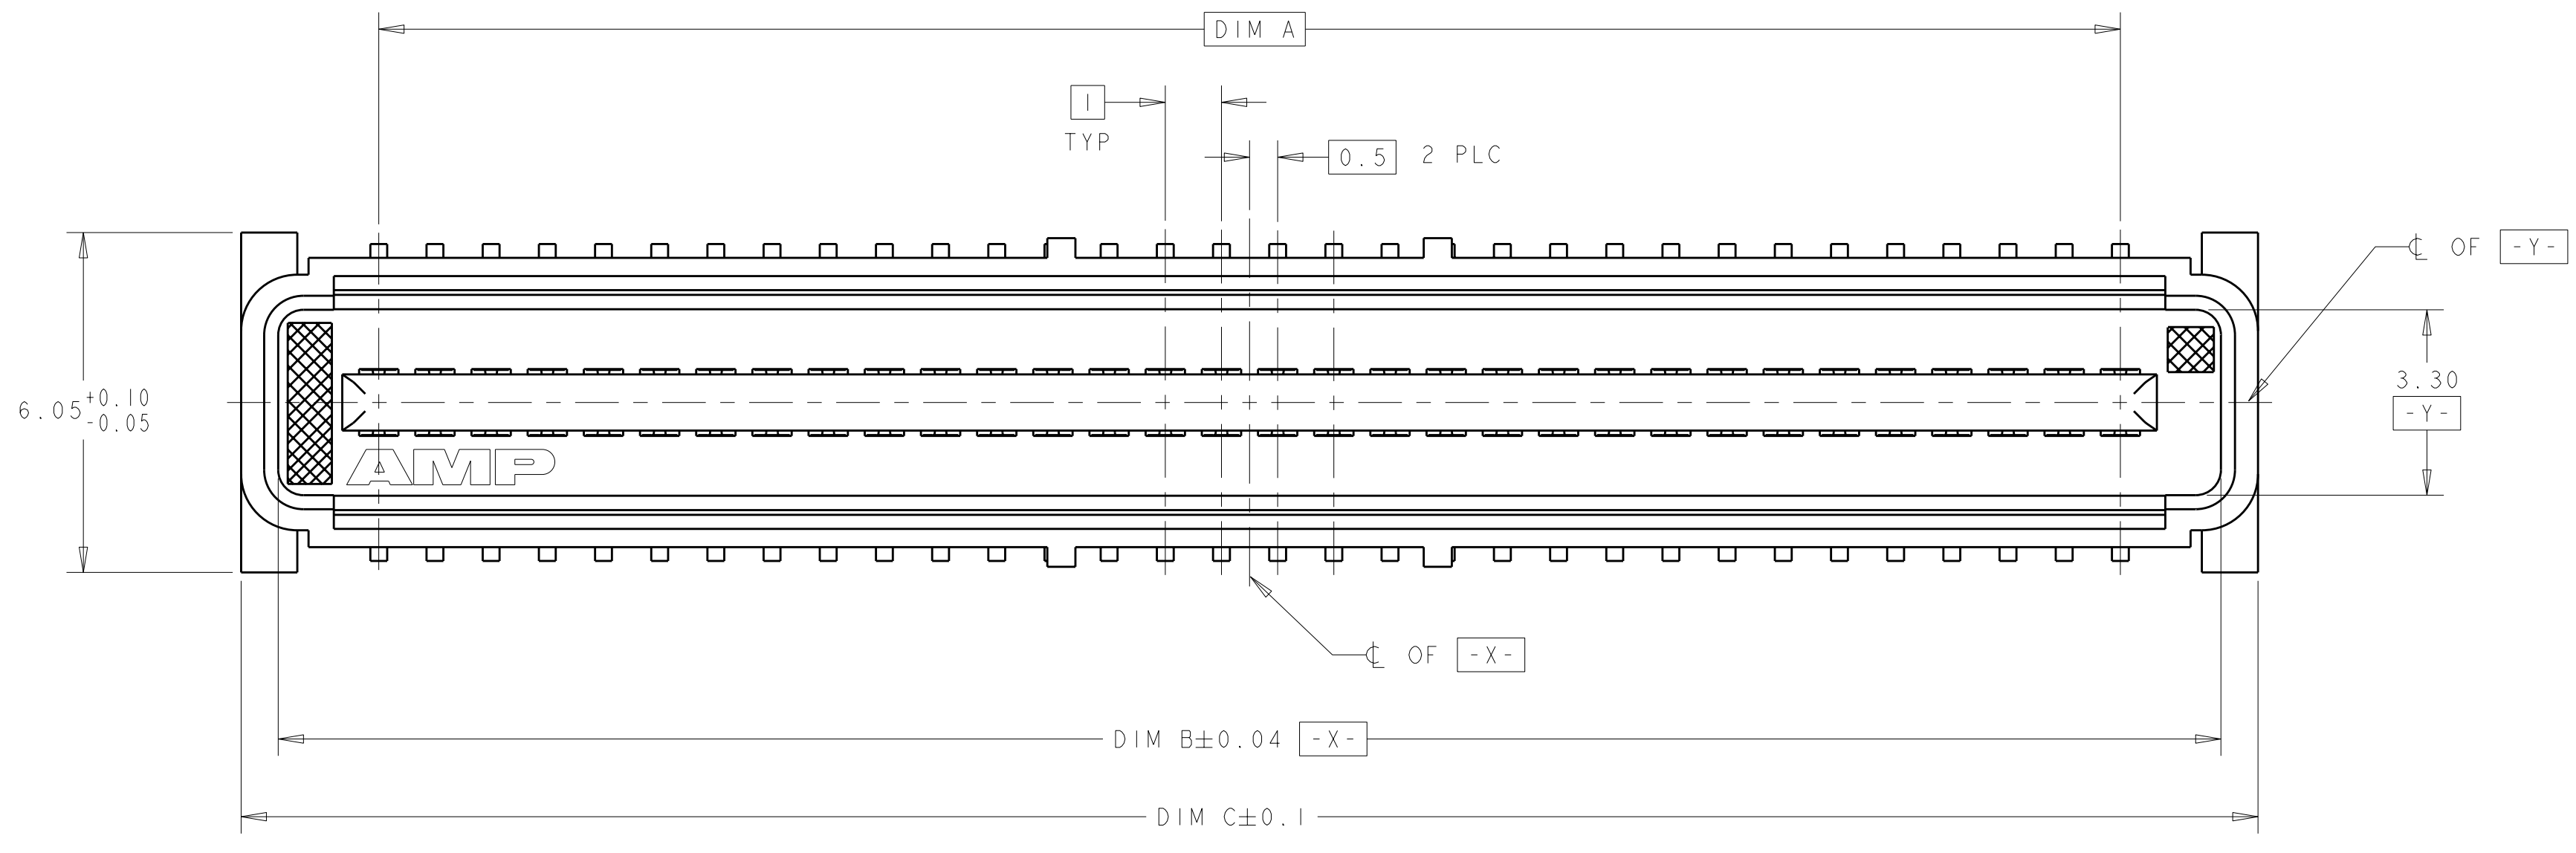 DIM A
1
TYP
0.5 2 PLC
℄ OF -Y-
6.05 +0.10
-0.05
3.30
-Y-
AMP
℄ OF -X-
DIM B±0.04 -X-
DIM C±0.1